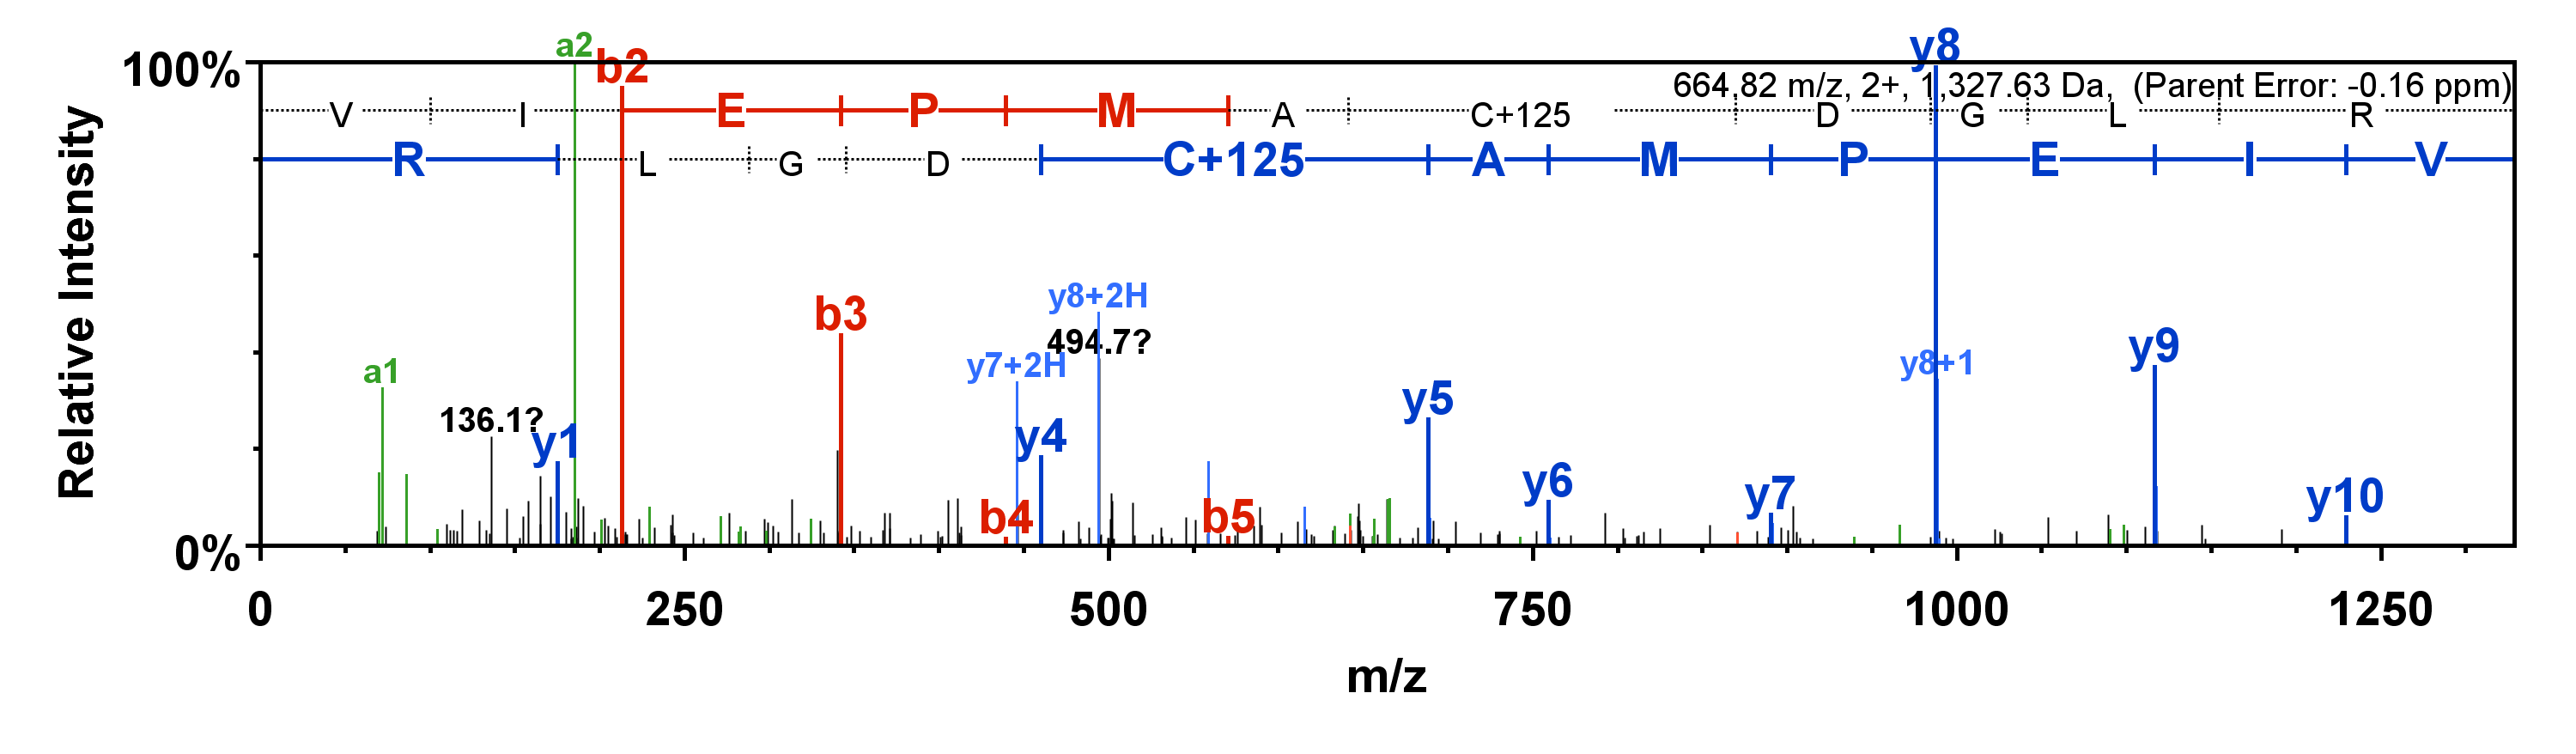 a2
b2
y8
100%
664.82 m/z, 2+, 1,327.63 Da, (Parent Error: -0.16 ppm)
V I E P M A C+125 D G L R
R L G D C+125 A M P E I V
y8+2H
b3
494.7?
y9
y7+2H
y8+1
a1
y5
136.1?
y1
y4
y6
y7
y10
b4
b5
0%
0 250 500 750 1000 1250
m/z
Relative Intensity